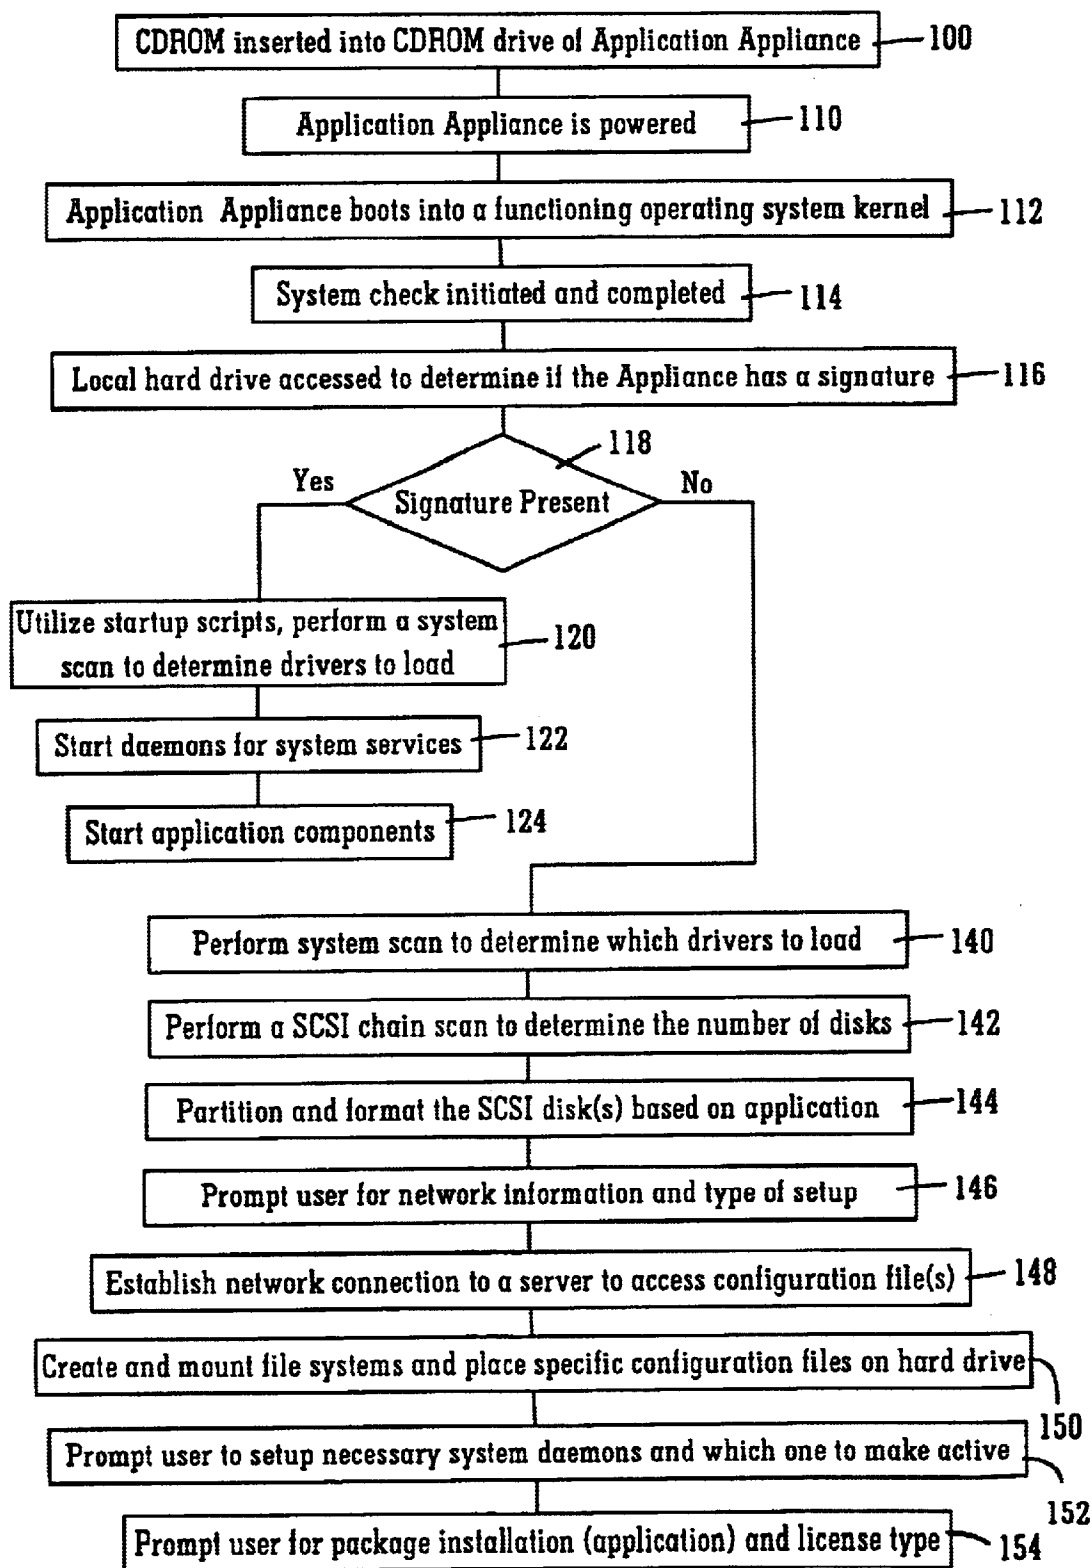 CDROM inserted into CDROM drive of Application Appliance
100
Application Appliance is powered
110
Application Appliance boots into a functioning operating system kernel
112
System check initiated and completed
114
Local hard drive accessed to determine if the Appliance has a signature
116
118
Yes
Signature Present
No
Utilize startup scripts, perform a system
scan to determine drivers to load
120
Start daemons for system services
122
Start application components
124
Perform system scan to determine which drivers to load
140
Perform a SCSI chain scan to determine the number of disks
142
Partition and format the SCSI disk(s) based on application
144
Prompt user for network information and type of setup
146
Establish network connection to a server to access configuration file(s)
148
Create and mount file systems and place specific configuration files on hard drive
150
Prompt user to setup necessary system daemons and which one to make active
152
Prompt user for package installation (application) and license type
154